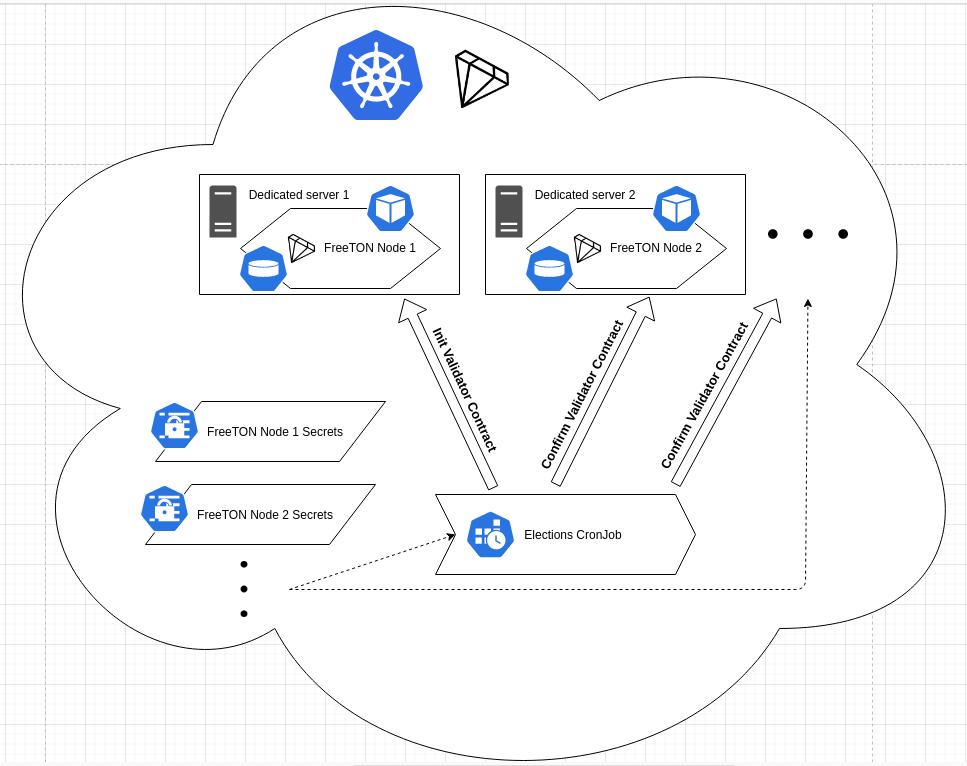 Dedicated server 1
FreeTON Node 1
Dedicated server 2
FreeTON Node 2
Init Validator Contract
Confirm Validator Contract
Confirm Validator Contract
FreeTON Node 1 Secrets
FreeTON Node 2 Secrets
Elections CronJob